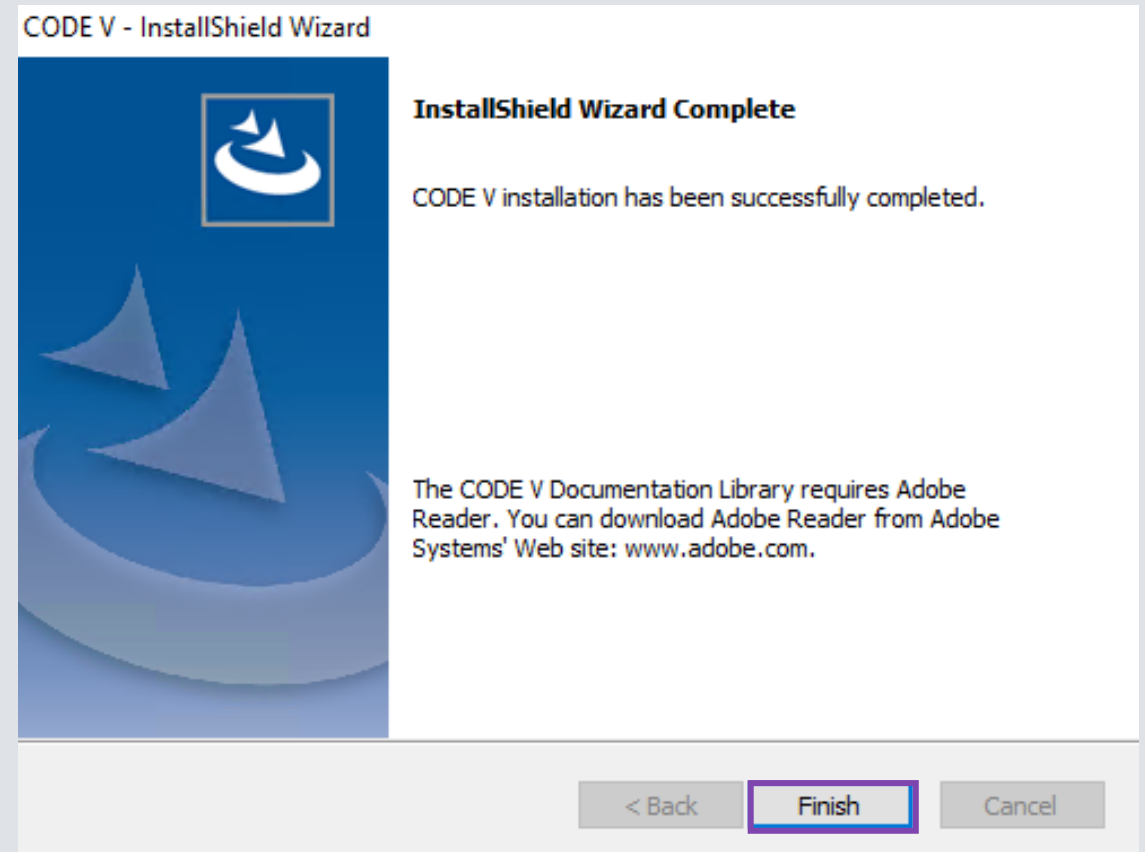 CODE V - InstallShield Wizard
InstallShield Wizard Complete
CODE V installation has been successfully completed.
The CODE V Documentation Library requires Adobe
Reader. You can download Adobe Reader from Adobe
Systems' Web site: www.adobe.com.
< Back Finish Cancel